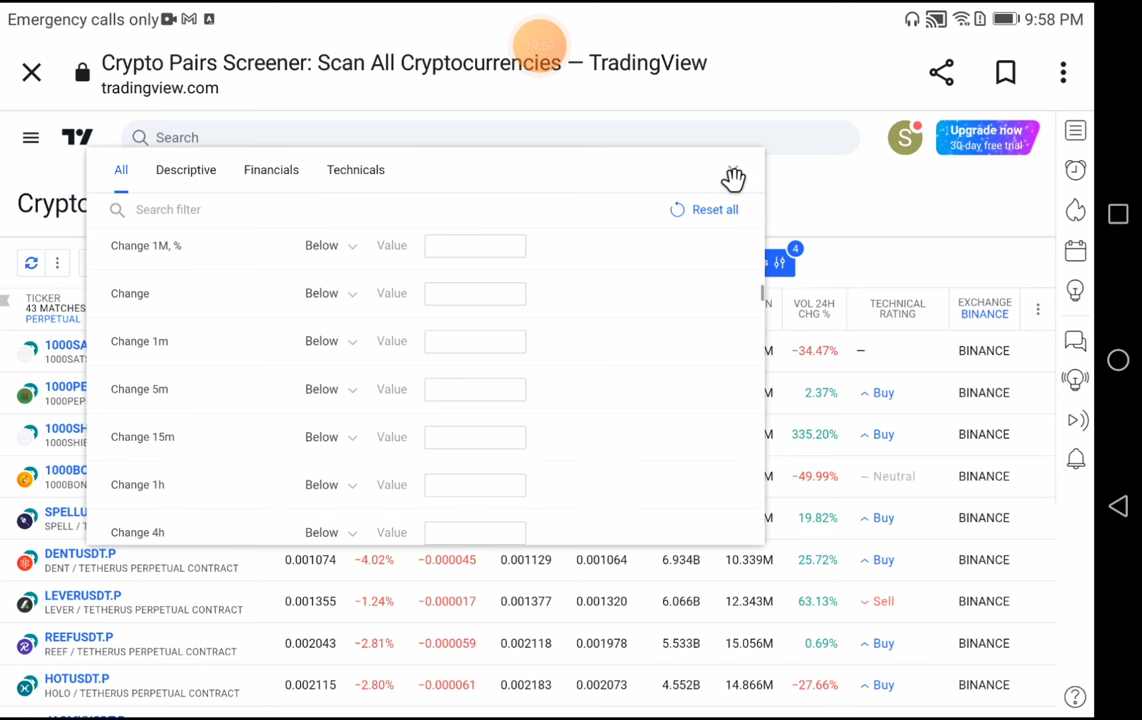 Emergency calls only
9:58 PM
19:57
Crypto Pairs Screener: Scan All Cryptocurrencies — TradingView
tradingview.com
Search
S
Upgrade now
30-day free trial
Crypto
All Descriptive Financials Technicals
Search filter
Reset all
Change 1M, % Below Value
Change Below Value
Change 1m Below Value
Change 5m Below Value
Change 15m Below Value
Change 1h Below Value
Change 4h Below Value
4
TICKER
43 MATCHES
PERPETUAL
N
VOL 24H
CHG %
TECHNICAL
RATING
EXCHANGE
BINANCE
1000SA M −34.47% — BINANCE
1000SAT
1000PE M 2.37% Buy BINANCE
1000PEP
1000SH M 335.20% Buy BINANCE
1000SHIE
1000BO M −49.99% Neutral BINANCE
1000BON
SPELLU M 19.82% Buy BINANCE
SPELL / T
DENTUSDT.P 0.001074 −4.02% −0.000045 0.001129 0.001064 6.934B 10.339M 25.72% Buy BINANCE
DENT / TETHERUS PERPETUAL CONTRACT
LEVERUSDT.P 0.001355 −1.24% −0.000017 0.001377 0.001320 6.066B 12.343M 63.13% Sell BINANCE
LEVER / TETHERUS PERPETUAL CONTRACT
REEFUSDT.P 0.002043 −2.81% −0.000059 0.002118 0.001978 5.533B 15.056M 0.69% Buy BINANCE
REEF / TETHERUS PERPETUAL CONTRACT
HOTUSDT.P 0.002115 −2.80% −0.000061 0.002183 0.002073 4.552B 14.866M −27.66% Buy BINANCE
HOLO / TETHERUS PERPETUAL CONTRACT